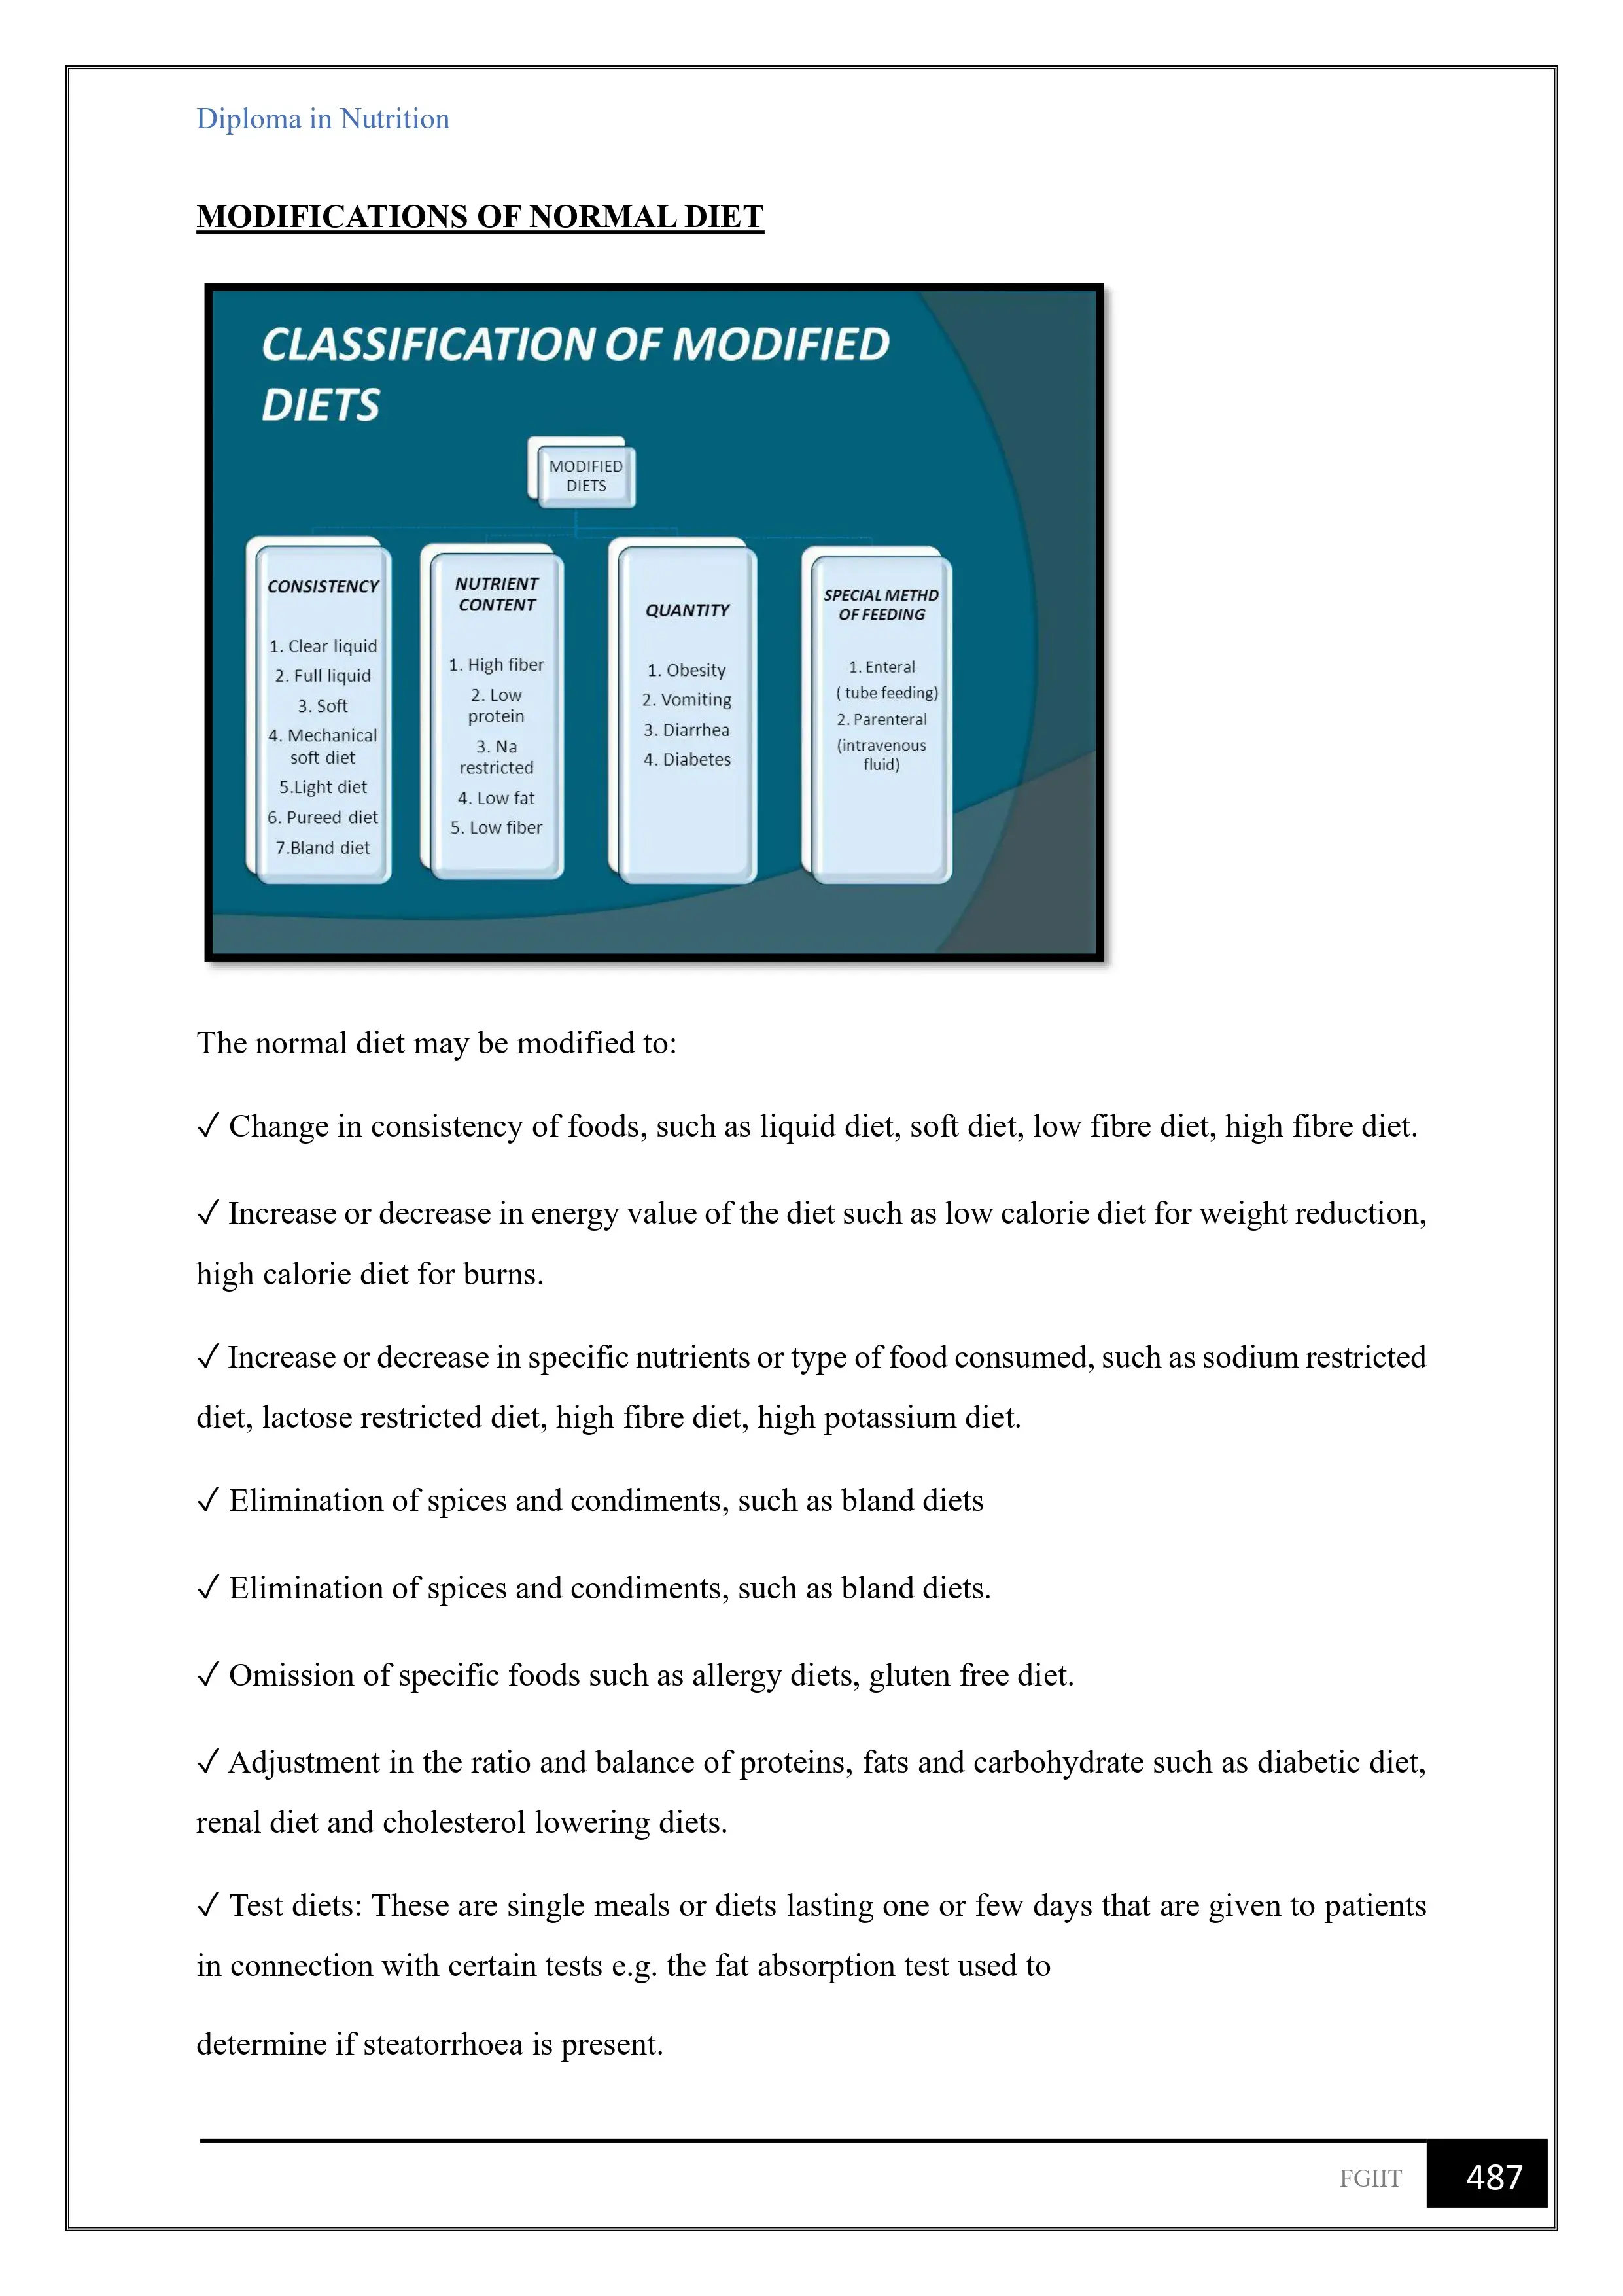 Diploma in Nutrition
MODIFICATIONS OF NORMAL DIET
CLASSIFICATION OF MODIFIED
DIETS
MODIFIED
DIETS
CONSISTENCY
1. Clear liquid
2. Full liquid
3. Soft
4. Mechanical
soft diet
5.Light diet
6. Pureed diet
7.Bland diet
NUTRIENT
CONTENT
1. High fiber
2. Low
protein
3. Na
restricted
4. Low fat
5. Low fiber
QUANTITY
1. Obesity
2. Vomiting
3. Diarrhea
4. Diabetes
SPECIAL METHD
OF FEEDING
1. Enteral
( tube feeding)
2. Parenteral
(intravenous
fluid)
The normal diet may be modified to:
✓ Change in consistency of foods, such as liquid diet, soft diet, low fibre diet, high fibre diet.
✓ Increase or decrease in energy value of the diet such as low calorie diet for weight reduction,
high calorie diet for burns.
✓ Increase or decrease in specific nutrients or type of food consumed, such as sodium restricted
diet, lactose restricted diet, high fibre diet, high potassium diet.
✓ Elimination of spices and condiments, such as bland diets
✓ Elimination of spices and condiments, such as bland diets.
✓ Omission of specific foods such as allergy diets, gluten free diet.
✓ Adjustment in the ratio and balance of proteins, fats and carbohydrate such as diabetic diet,
renal diet and cholesterol lowering diets.
✓ Test diets: These are single meals or diets lasting one or few days that are given to patients
in connection with certain tests e.g. the fat absorption test used to
determine if steatorrhoea is present.
FGIIT 487